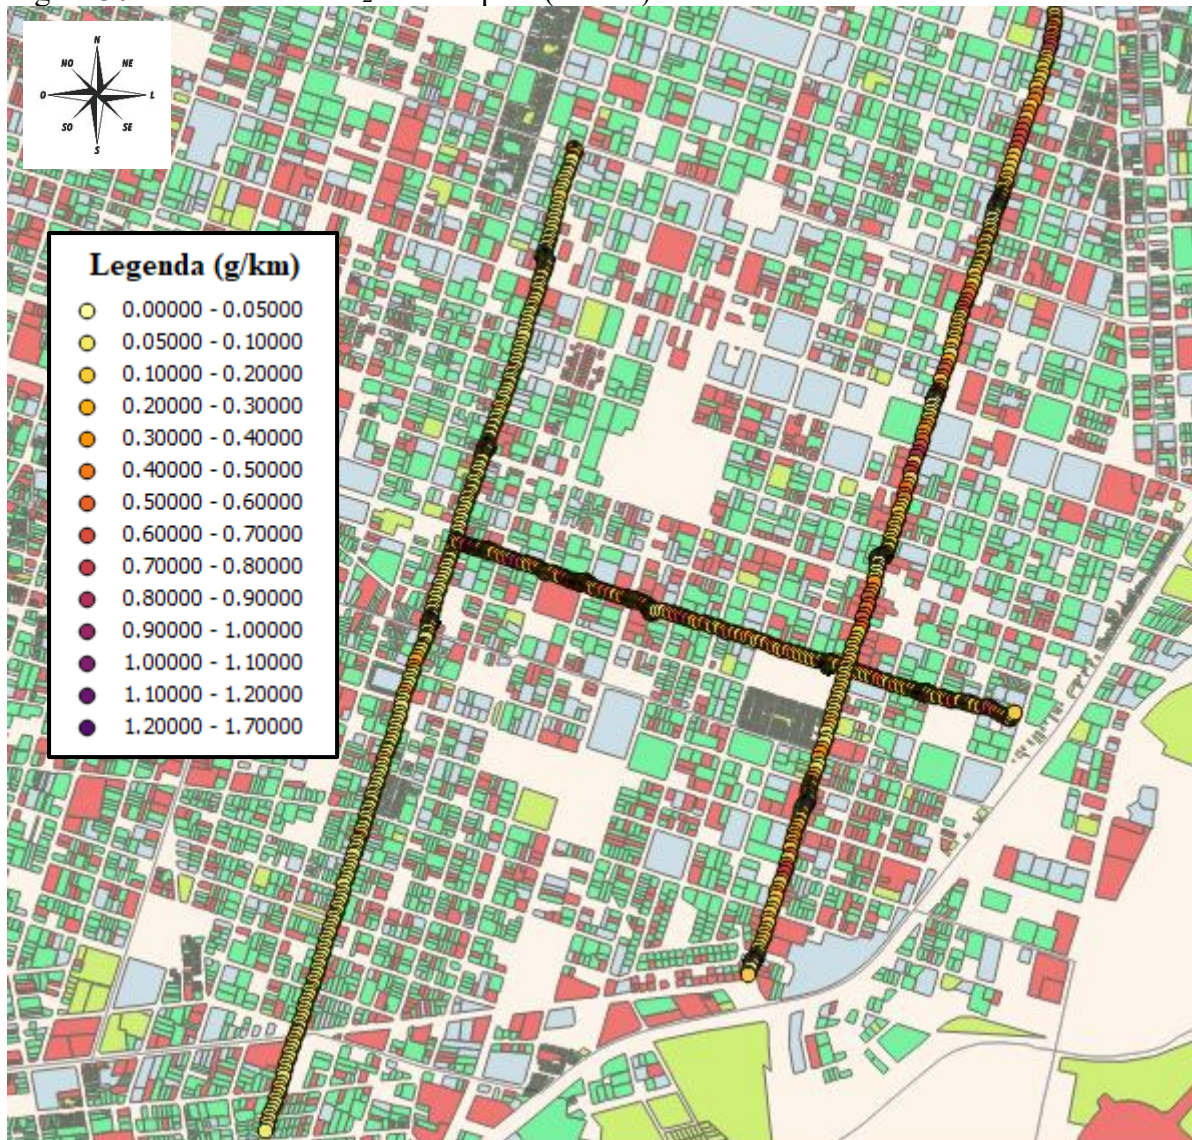 N
NO NE
O L
SO SE
S
Legenda (g/km)
0.00000 - 0.05000
0.05000 - 0.10000
0.10000 - 0.20000
0.20000 - 0.30000
0.30000 - 0.40000
0.40000 - 0.50000
0.50000 - 0.60000
0.60000 - 0.70000
0.70000 - 0.80000
0.80000 - 0.90000
0.90000 - 1.00000
1.00000 - 1.10000
1.10000 - 1.20000
1.20000 - 1.70000